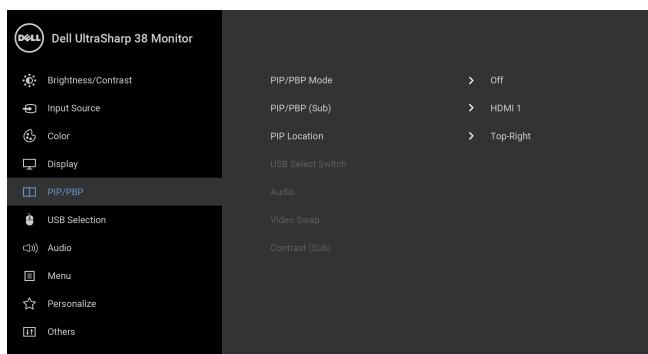 DELL Dell UltraSharp 38 Monitor
Brightness/Contrast
Input Source
Color
Display
PIP/PBP
USB Selection
Audio
Menu
Personalize
Others
PIP/PBP Mode > Off
PIP/PBP (Sub) > HDMI 1
PIP Location > Top-Right
USB Select Switch
Audio
Video Swap
Contrast (Sub)